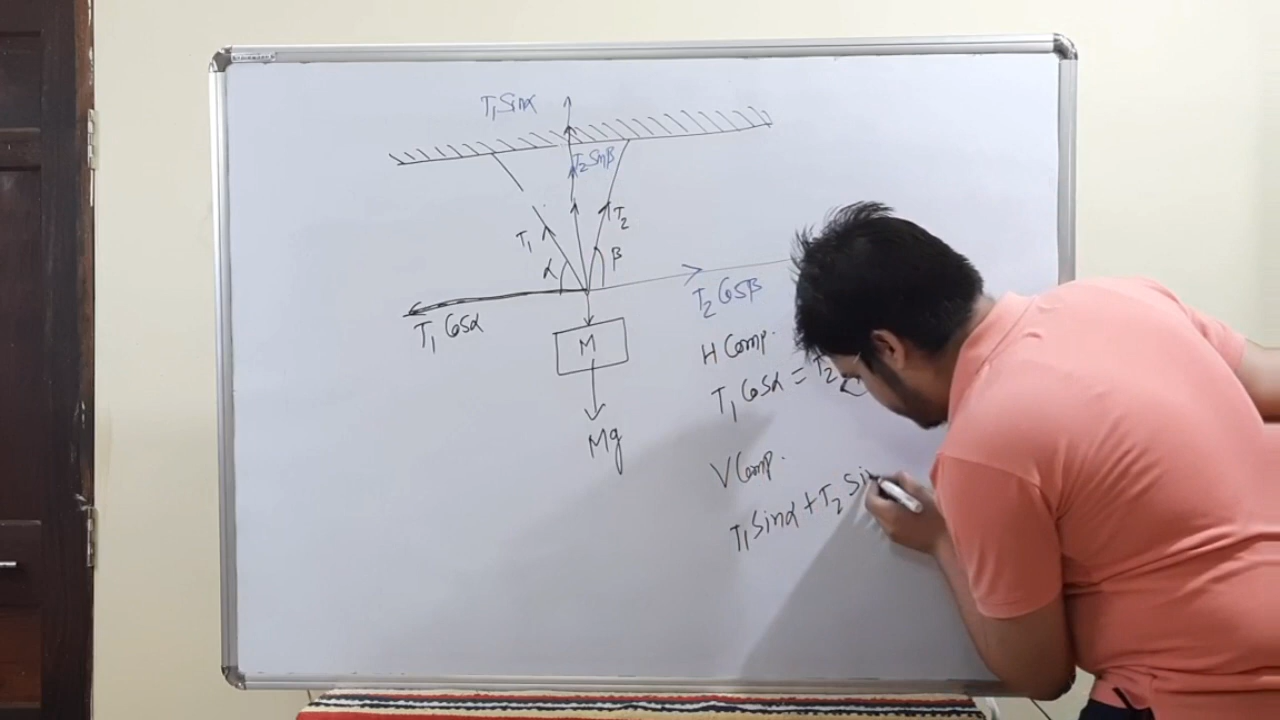 T₁ Sinα
T₂ Sinβ
T₁
T₂
α
β
T₁ Cosα
T₂ Cosβ
M
Mg
H Comp.
T₁ Cosα = T₂
V Comp.
T₁ Sinα + T₂ Si